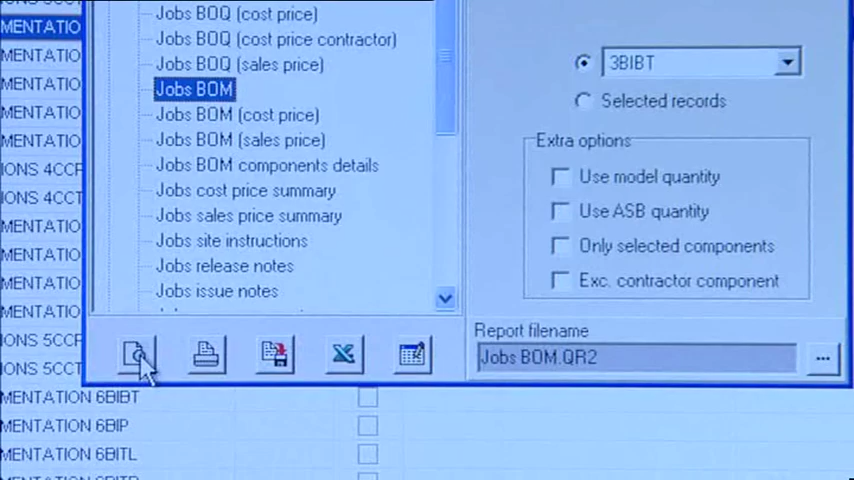 MENTATIO
MENTATIO
MENTATIO
MENTATIO
MENTATIO
IONS 4CCF
IONS 4CCT
MENTATIO
MENTATIO
MENTATIO
MENTATIO
IONS 5CCF
IONS 5CCT
MENTATION 6BIBT
MENTATION 6BIP
MENTATION 6BITL
Jobs BOQ (cost price)
Jobs BOQ (cost price contractor)
Jobs BOQ (sales price)
Jobs BOM
Jobs BOM (cost price)
Jobs BOM (sales price)
Jobs BOM components details
Jobs cost price summary
Jobs sales price summary
Jobs site instructions
Jobs release notes
Jobs issue notes
3BIBT
Selected records
Extra options
Use model quantity
Use ASB quantity
Only selected components
Exc. contractor component
Report filename
Jobs BOM.QR2
...